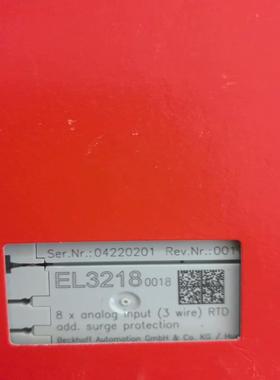 Ser.Nr.: 04220201 Rev.Nr.: 001
EL3218 0018
8 x analog input (3 wire) RTD
add. surge protection
Beckhoff Automation GmbH & Co. KG /